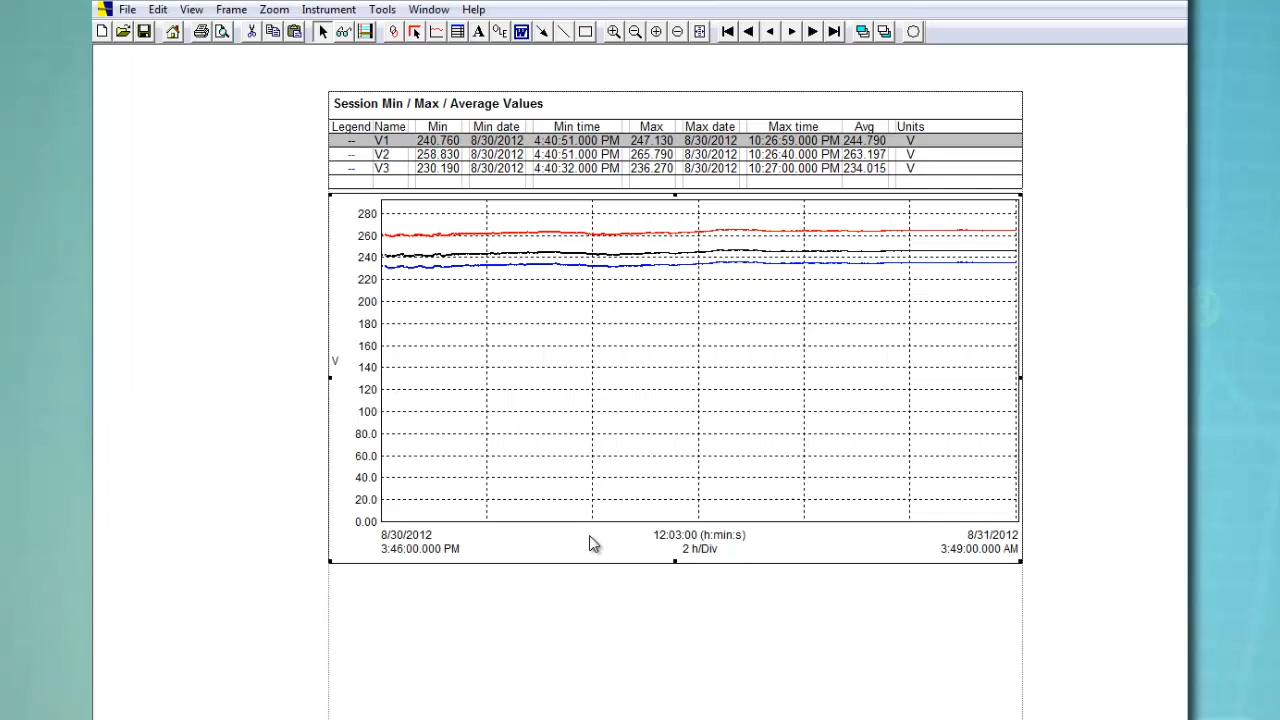 File Edit View Frame Zoom Instrument Tools Window Help
A OLE W
Session Min / Max / Average Values
Legend Name Min Min date Min time Max Max date Max time Avg Units
-- V1 240.760 8/30/2012 4:40:51.000 PM 247.130 8/30/2012 10:26:59.000 PM 244.790 V
-- V2 258.830 8/30/2012 4:40:51.000 PM 265.790 8/30/2012 10:26:40.000 PM 263.197 V
-- V3 230.190 8/30/2012 4:40:32.000 PM 236.270 8/30/2012 10:27:00.000 PM 234.015 V
280
260
240
220
200
180
160
V
140
120
100
80.0
60.0
40.0
20.0
0.00
8/30/2012 12:03:00 (h:min:s) 8/31/2012
3:46:00.000 PM 2 h/Div 3:49:00.000 AM